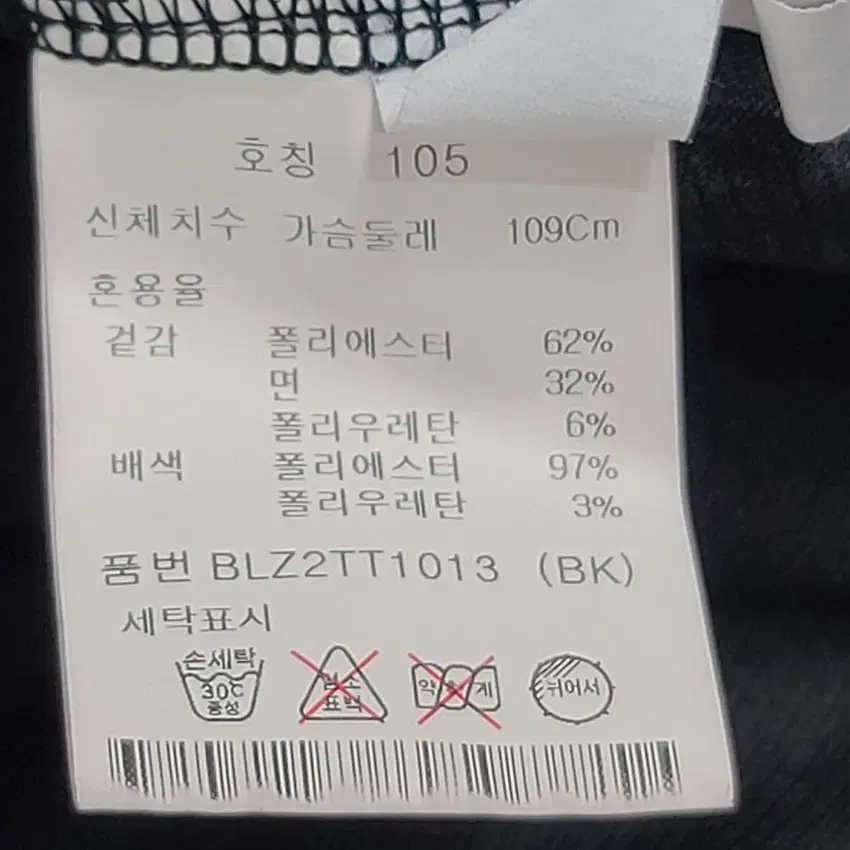 호칭 105
신체치수 가슴둘레 109Cm
혼용율
겉감 폴리에스터 62%
면 32%
폴리우레탄 6%
배색 폴리에스터 97%
폴리우레탄 3%
품번 BLZ2TT1013 (BK)
세탁표시
손세탁
30℃
중성
염소
표백
약하게
뉘어서